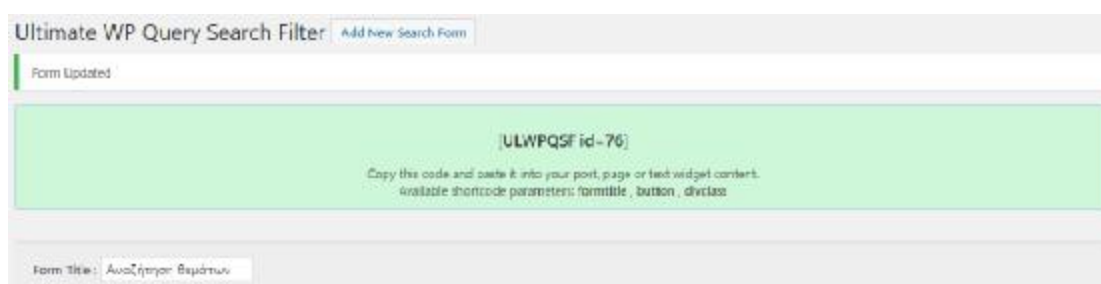 Ultimate WP Query Search Filter Add New Search Form
Form Updated
[ULWPQSF id=76]
Copy this code and paste it into your post, page or text widget content.
Available shortcode parameters: formtitle , button , divclass
Form Title : Αναζήτηση θεμάτων